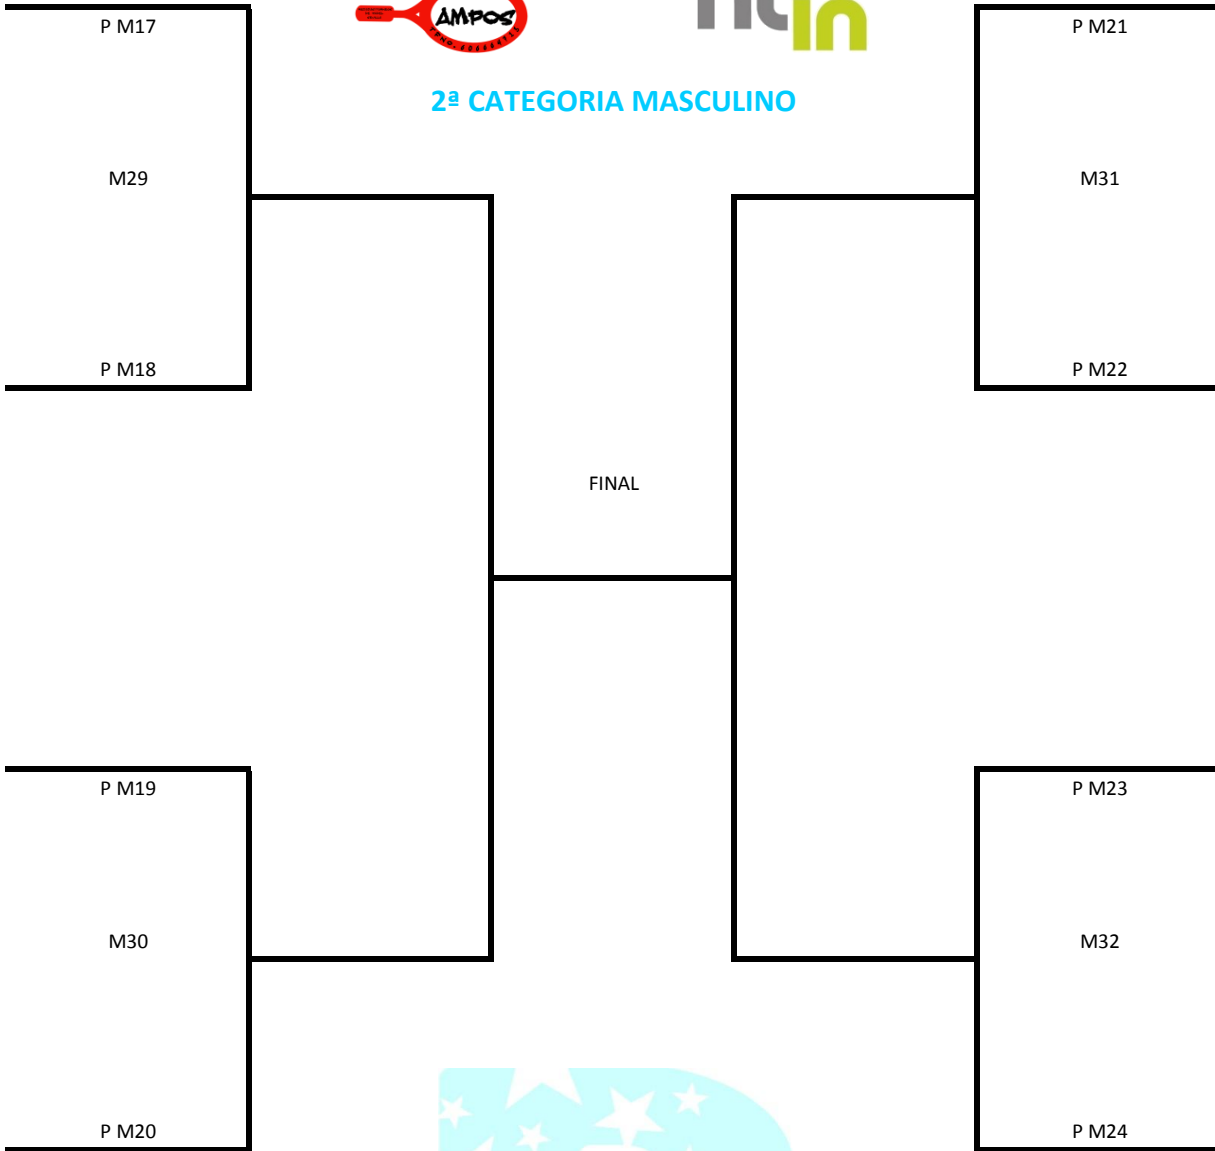 P M17
AMPOS
P M21
2ª CATEGORIA MASCULINO
M29
M31
P M18
P M22
FINAL
P M19
P M23
M30
M32
P M20
P M24